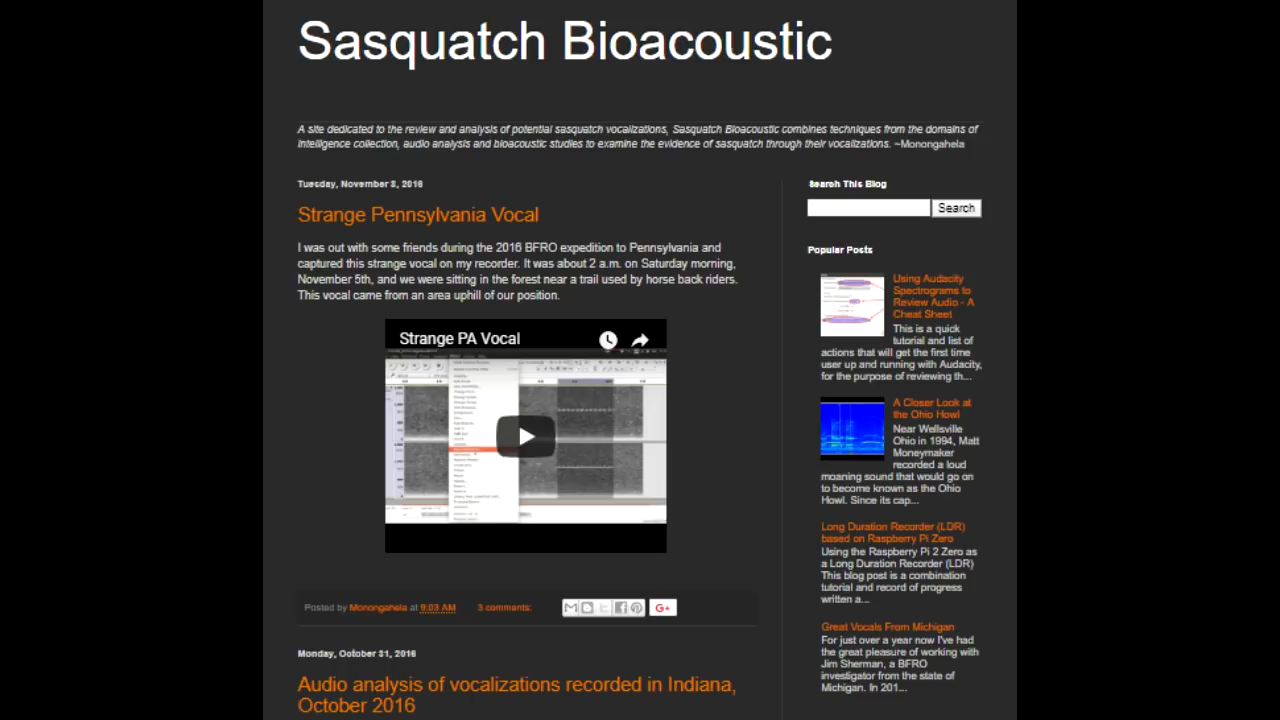 Sasquatch Bioacoustic
A site dedicated to the review and analysis of potential sasquatch vocalizations, Sasquatch Bioacoustic combines techniques from the domains of
intelligence collection, audio analysis and bioacoustic studies to examine the evidence of sasquatch through their vocalizations. ~Monongahela
Tuesday, November 8, 2016
Strange Pennsylvania Vocal
I was out with some friends during the 2016 BFRO expedition to Pennsylvania and
captured this strange vocal on my recorder. It was about 2 a.m. on Saturday morning,
November 5th, and we were sitting in the forest near a trail used by horse back riders.
This vocal came from an area uphill of our position.
Strange PA Vocal
Posted by Monongahela at 9:03 AM 3 comments:
G+
Monday, October 31, 2016
Audio analysis of vocalizations recorded in Indiana,
October 2016
Search This Blog
Search
Popular Posts
Using Audacity
Spectrograms to
Review Audio - A
Cheat Sheet
This is a quick
tutorial and list of
actions that will get the first time
user up and running with Audacity,
for the purpose of reviewing th...
A Closer Look at
the Ohio Howl
Near Wellsville
Ohio in 1994, Matt
Moneymaker
recorded a loud
moaning sound that would go on
to become known as the Ohio
Howl. Since its cap...
Long Duration Recorder (LDR)
based on Raspberry Pi Zero
Using the Raspberry Pi 2 Zero as
a Long Duration Recorder (LDR)
This blog post is a combination
tutorial and record of progress
written a...
Great Vocals From Michigan
For just over a year now I've had
the great pleasure of working with
Jim Sherman, a BFRO
investigator from the state of
Michigan. In 201...